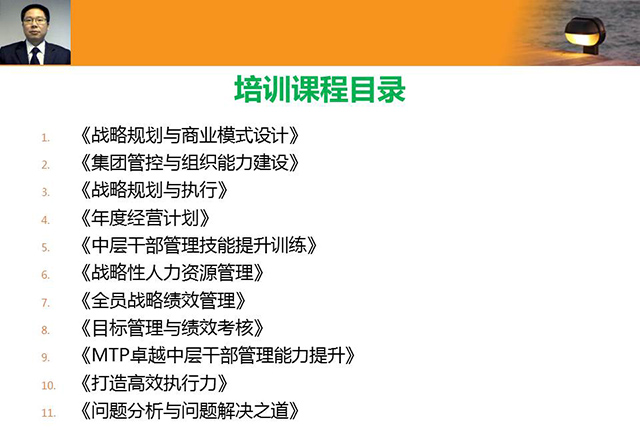 培训课程目录
1. 《战略规划与商业模式设计》
2. 《集团管控与组织能力建设》
3. 《战略规划与执行》
4. 《年度经营计划》
5. 《中层干部管理技能提升训练》
6. 《战略性人力资源管理》
7. 《全员战略绩效管理》
8. 《目标管理与绩效考核》
9. 《MTP卓越中层干部管理能力提升》
10. 《打造高效执行力》
11. 《问题分析与问题解决之道》